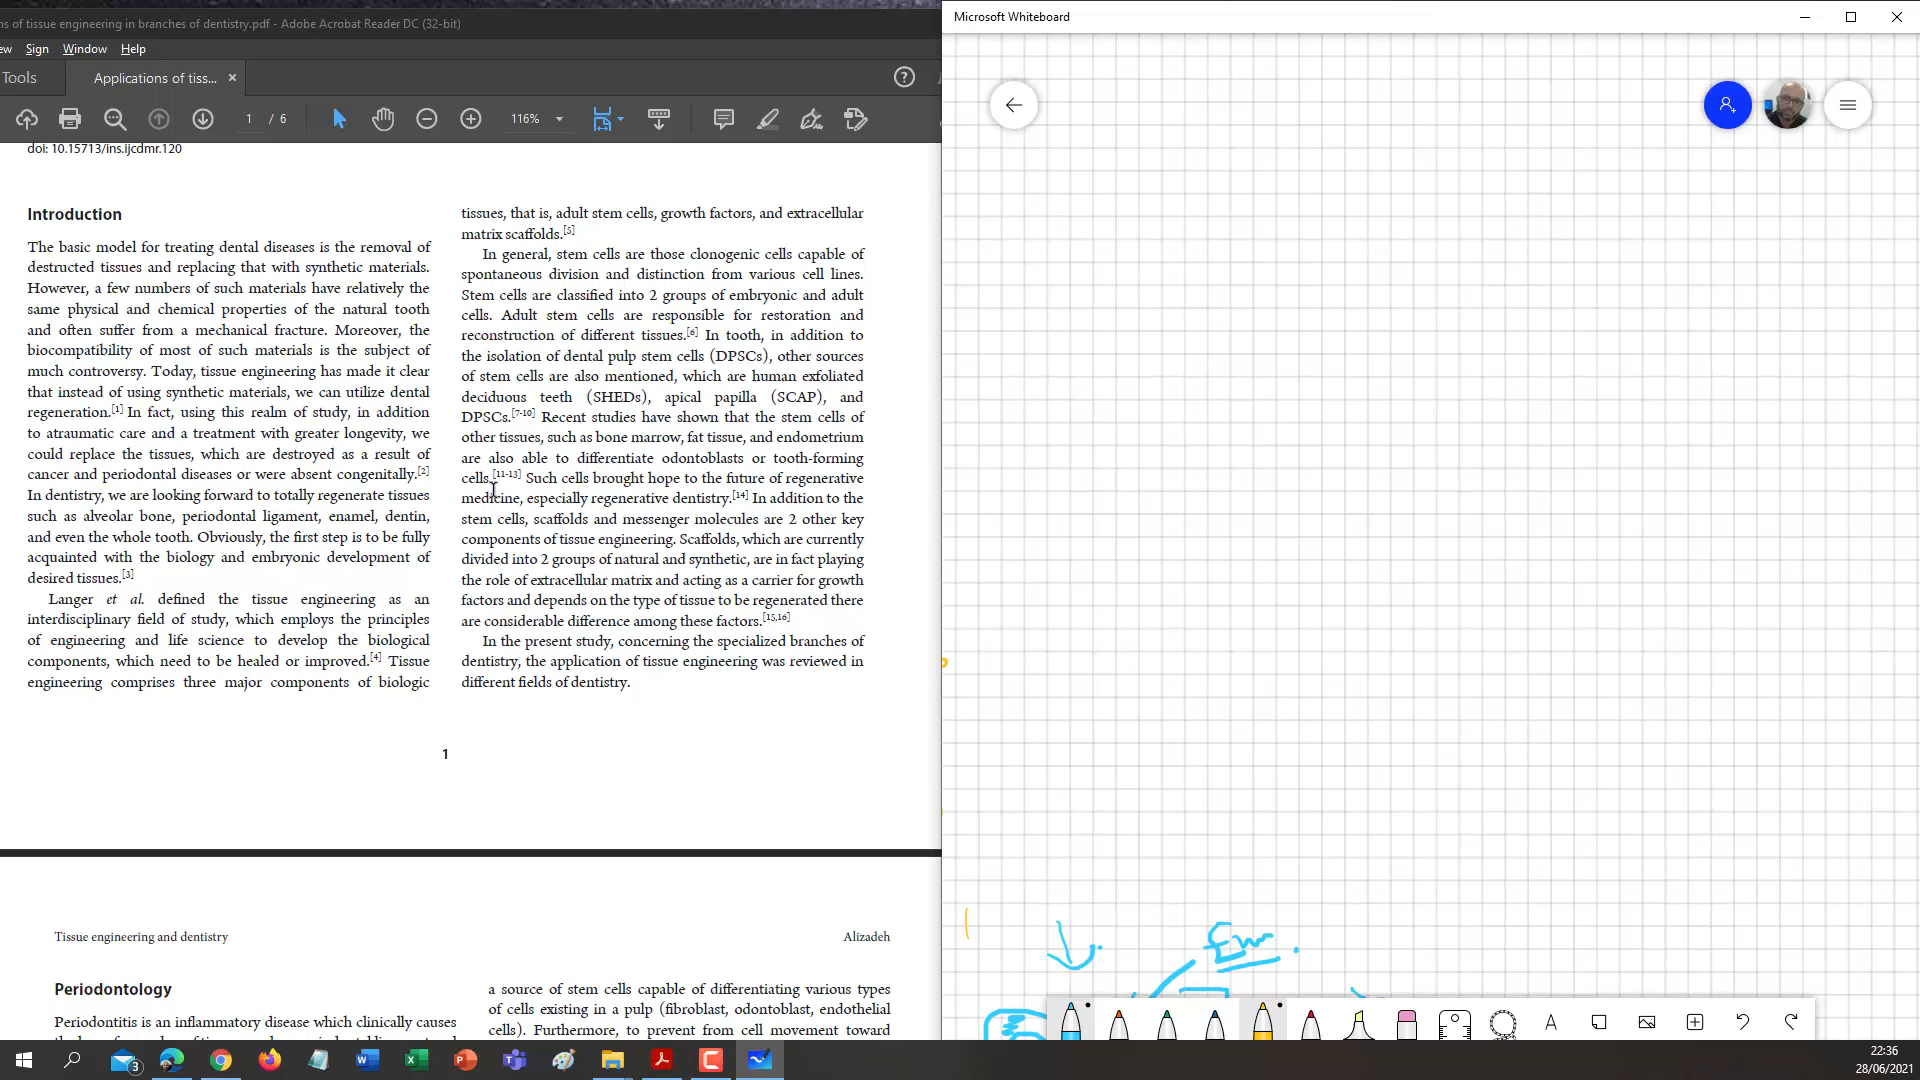 ns of tissue engineering in branches of dentistry.pdf - Adobe Acrobat Reader DC (32-bit)
ew Sign Window Help
Tools
Applications of tiss... ×
1 / 6
116%
doi: 10.15713/ins.ijcdmr.120
Introduction
The basic model for treating dental diseases is the removal of
destructed tissues and replacing that with synthetic materials.
However, a few numbers of such materials have relatively the
same physical and chemical properties of the natural tooth
and often suffer from a mechanical fracture. Moreover, the
biocompatibility of most of such materials is the subject of
much controversy. Today, tissue engineering has made it clear
that instead of using synthetic materials, we can utilize dental
regeneration.[1] In fact, using this realm of study, in addition
to atraumatic care and a treatment with greater longevity, we
could replace the tissues, which are destroyed as a result of
cancer and periodontal diseases or were absent congenitally.[2]
In dentistry, we are looking forward to totally regenerate tissues
such as alveolar bone, periodontal ligament, enamel, dentin,
and even the whole tooth. Obviously, the first step is to be fully
acquainted with the biology and embryonic development of
desired tissues.[3]
Langer et al. defined the tissue engineering as an
interdisciplinary field of study, which employs the principles
of engineering and life science to develop the biological
components, which need to be healed or improved.[4] Tissue
engineering comprises three major components of biologic
tissues, that is, adult stem cells, growth factors, and extracellular
matrix scaffolds.[5]
In general, stem cells are those clonogenic cells capable of
spontaneous division and distinction from various cell lines.
Stem cells are classified into 2 groups of embryonic and adult
cells. Adult stem cells are responsible for restoration and
reconstruction of different tissues.[6] In tooth, in addition to
the isolation of dental pulp stem cells (DPSCs), other sources
of stem cells are also mentioned, which are human exfoliated
deciduous teeth (SHEDs), apical papilla (SCAP), and
DPSCs.[7-10] Recent studies have shown that the stem cells of
other tissues, such as bone marrow, fat tissue, and endometrium
are also able to differentiate odontoblasts or tooth-forming
cells.[11-13] Such cells brought hope to the future of regenerative
medicine, especially regenerative dentistry.[14] In addition to the
stem cells, scaffolds and messenger molecules are 2 other key
components of tissue engineering. Scaffolds, which are currently
divided into 2 groups of natural and synthetic, are in fact playing
the role of extracellular matrix and acting as a carrier for growth
factors and depends on the type of tissue to be regenerated there
are considerable difference among these factors.[15,16]
In the present study, concerning the specialized branches of
dentistry, the application of tissue engineering was reviewed in
different fields of dentistry.
1
Tissue engineering and dentistry
Alizadeh
Periodontology
Periodontitis is an inflammatory disease which clinically causes
a source of stem cells capable of differentiating various types
of cells existing in a pulp (fibroblast, odontoblast, endothelial
cells). Furthermore, to prevent from cell movement toward
Microsoft Whiteboard
3
22:36
28/06/2021